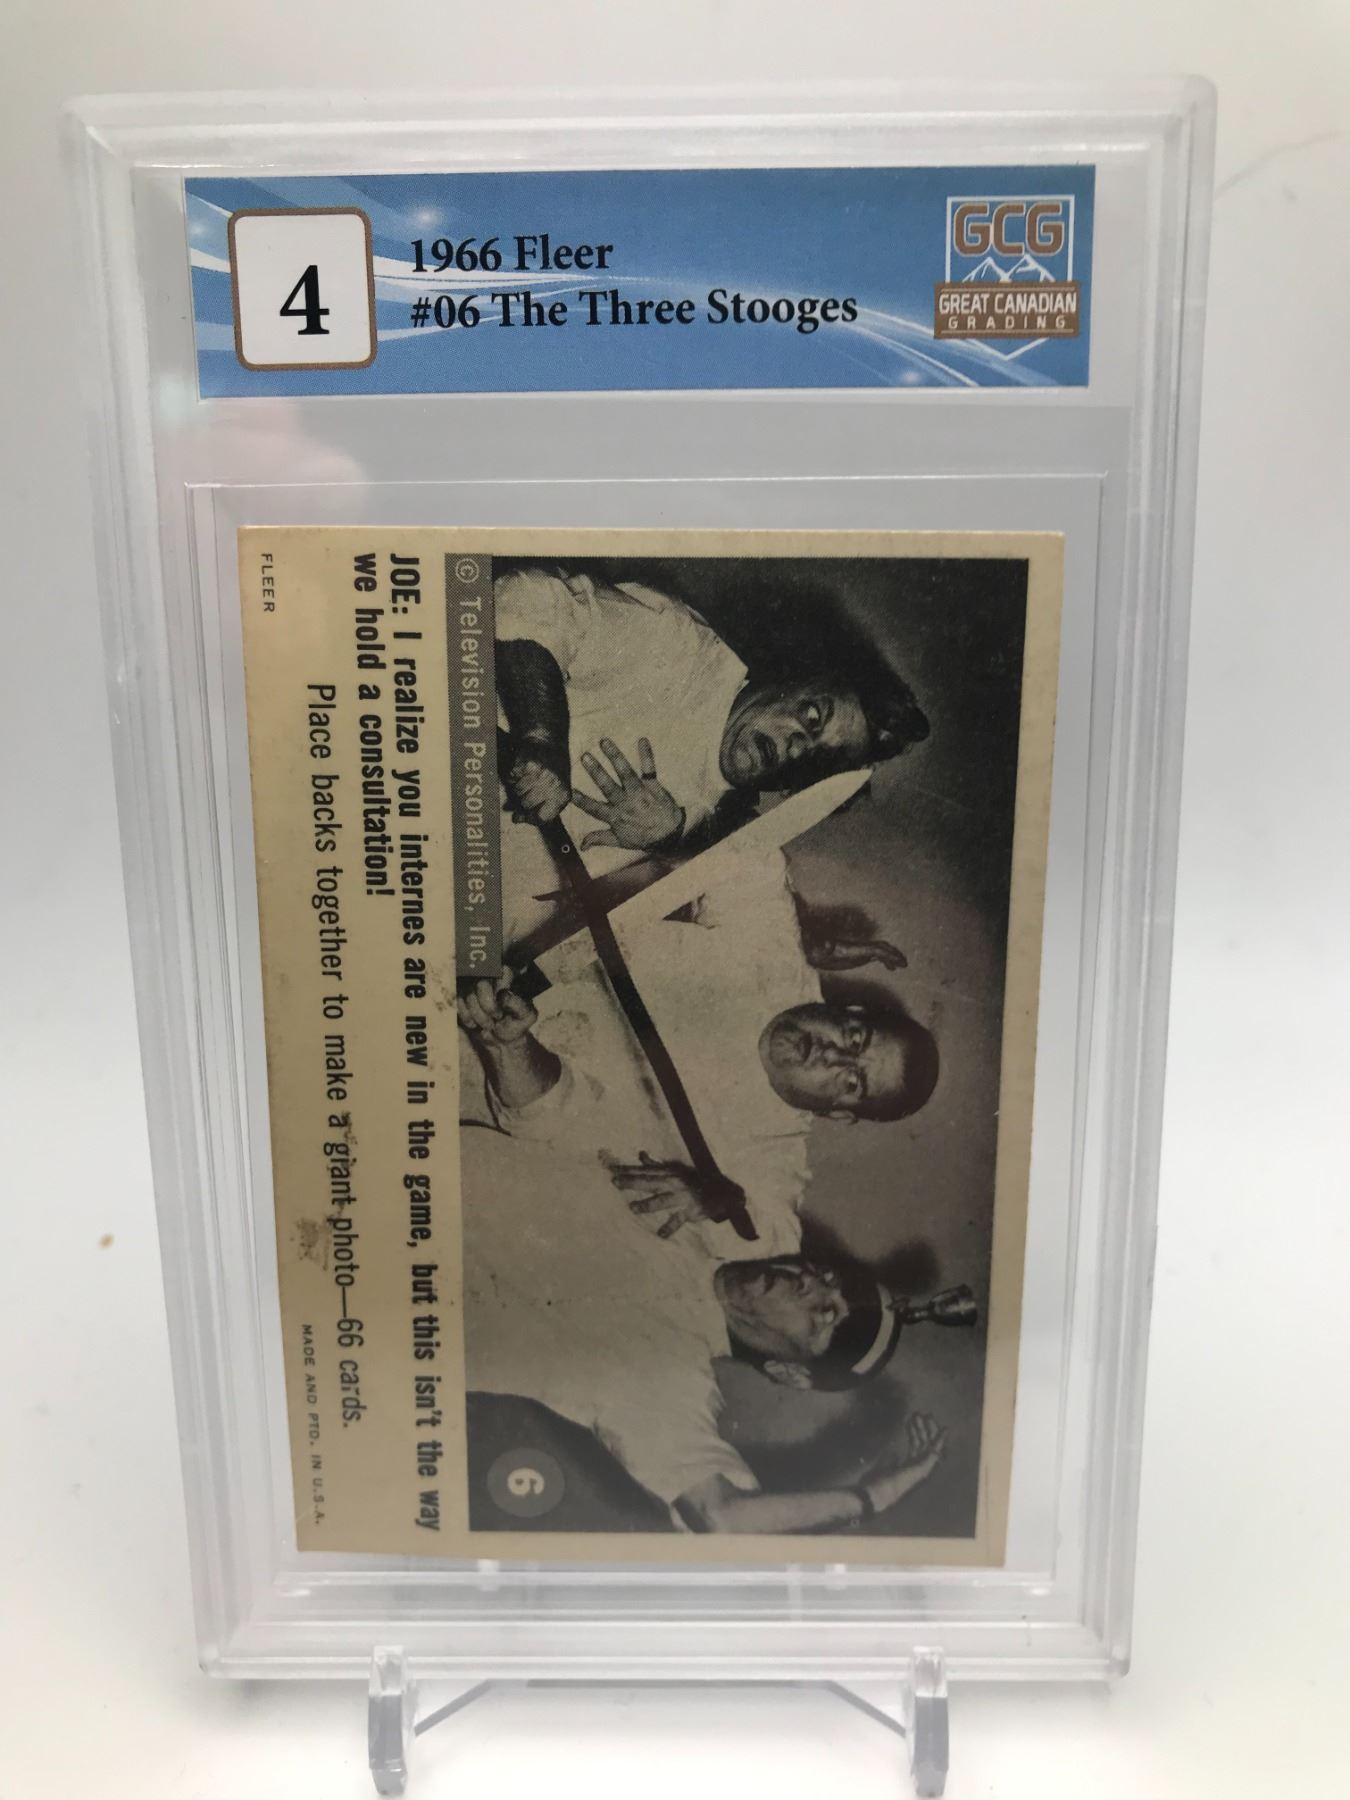 4
1966 Fleer
#06 The Three Stooges
GCG
GREAT CANADIAN
GRADING
© Television Personalities, Inc.
6
JOE: I realize you internes are new in the game, but this isn't the way
we hold a consultation!
Place backs together to make a giant photo—66 cards.
FLEER
MADE AND PTD. IN U.S.A.